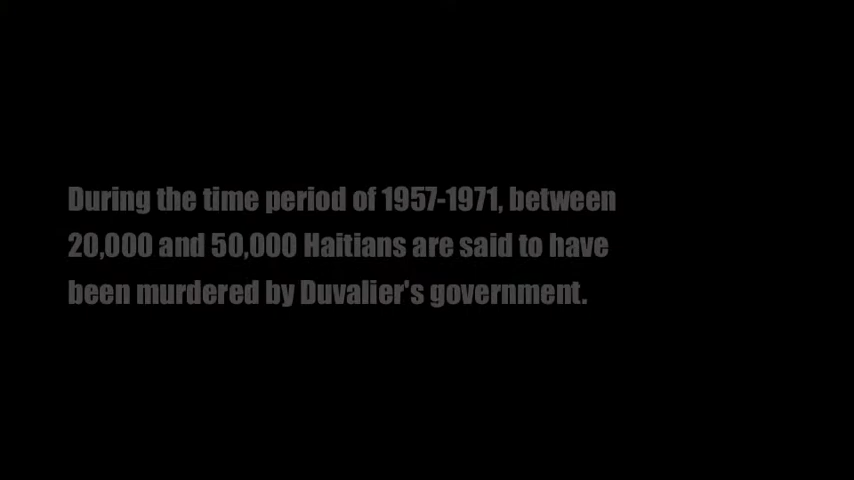 During the time period of 1957-1971, between
20,000 and 50,000 Haitians are said to have
been murdered by Duvalier's government.